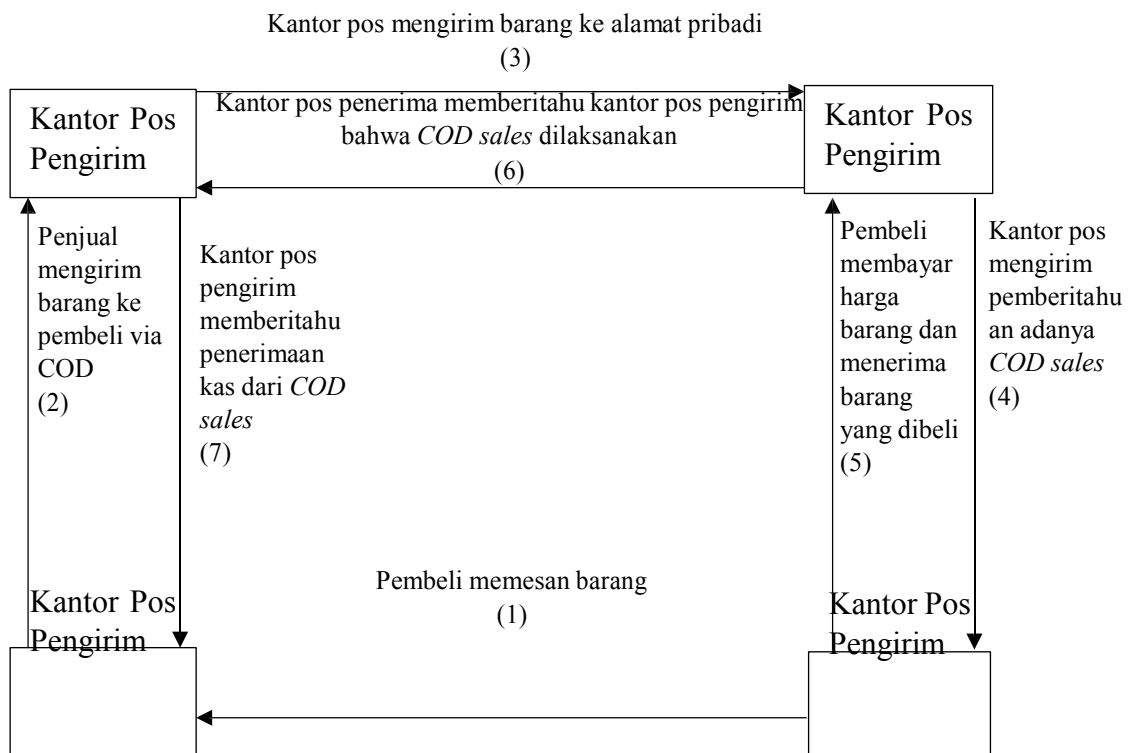 Kantor pos mengirim barang ke alamat pribadi
(3)
Kantor Pos
Pengirim
Kantor pos penerima memberitahu kantor pos pengirim
bahwa COD sales dilaksanakan
(6)
Kantor Pos
Pengirim
Penjual
mengirim
barang ke
pembeli via
COD
(2)
Kantor pos
pengirim
memberitahu
penerimaan
kas dari COD
sales
(7)
Pembeli
membayar
harga
barang dan
menerima
barang
yang dibeli
(5)
Kantor pos
mengirim
pemberitahu
an adanya
COD sales
(4)
Kantor Pos
Pengirim
Pembeli memesan barang
(1)
Kantor Pos
Pengirim